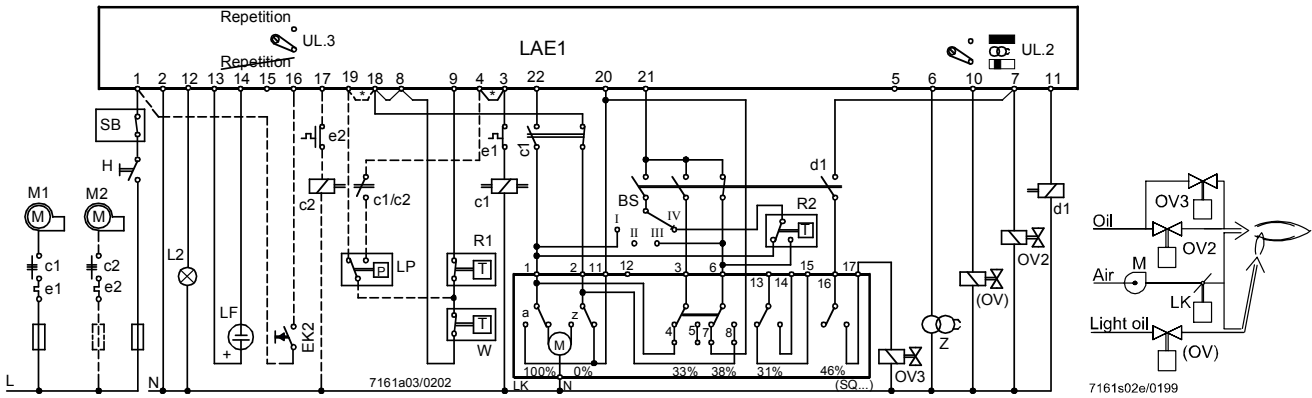 Repetition
UL.3
Repetition
LAE1
UL.2
1 2 12 13 14 15 16 17 19 18 8 9 4 3 22 20 21 5 6 10 7 11
* *
SB
H
M1 M2
M M
c1 c2
e1 e2
L2
LF
+
EK2
e2
c2
c1/c2
LP
P
e1
c1
R1
T
W
T
c1
BS
I II III IV
d1
R2
T
1 2 11 12 3 6 13 14 15 16 17
a z
M
4 5 7 8
100% 0% 33% 38% 31% 46%
LK N (SQ...)
OV3
Z
(OV)
OV2
d1
L N
7161a03/0202
OV3
Oil
OV2
Air M
LK
Light oil
(OV)
7161s02e/0199